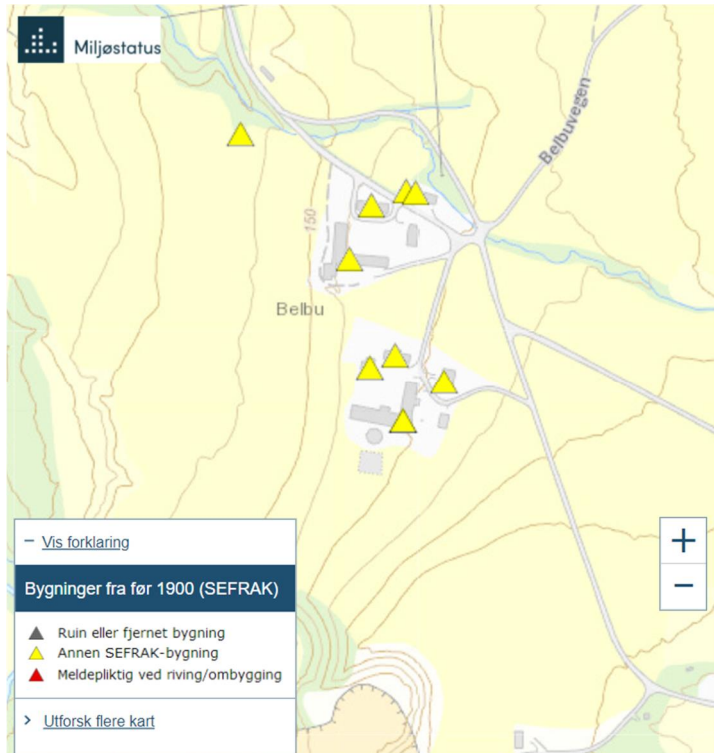 Miljøstatus
Belbuvegen
150
Belbu
− Vis forklaring
Bygninger fra før 1900 (SEFRAK)
Ruin eller fjernet bygning
Annen SEFRAK-bygning
Meldepliktig ved riving/ombygging
> Utforsk flere kart
+
−